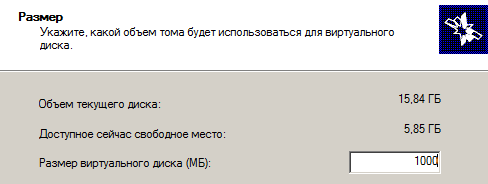 Размер
Укажите, какой объем тома будет использоваться для виртуального
диска.
Объем текущего диска: 15,84 ГБ
Доступное сейчас свободное место: 5,85 ГБ
Размер виртуального диска (МБ): 1000